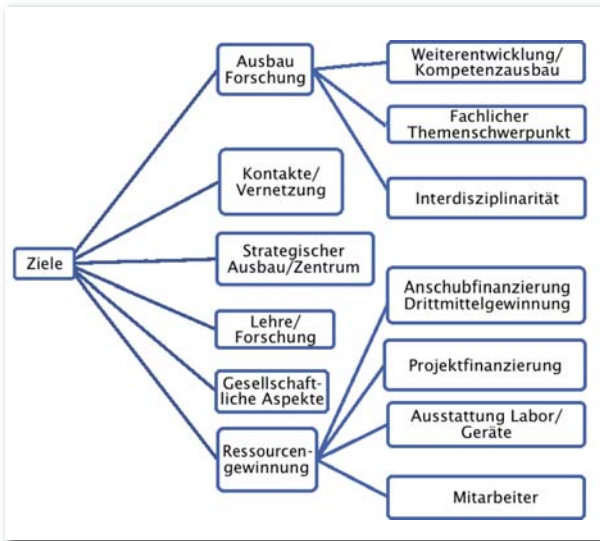 Ziele
Ausbau
Forschung
Kontakte/
Vernetzung
Strategischer
Ausbau/Zentrum
Lehre/
Forschung
Gesellschaft-
liche Aspekte
Ressourcen-
gewinnung
Weiterentwicklung/
Kompetenzausbau
Fachlicher
Themenschwerpunkt
Interdisziplinarität
Anschubfinanzierung
Drittmittelgewinnung
Projektfinanzierung
Ausstattung Labor/
Geräte
Mitarbeiter